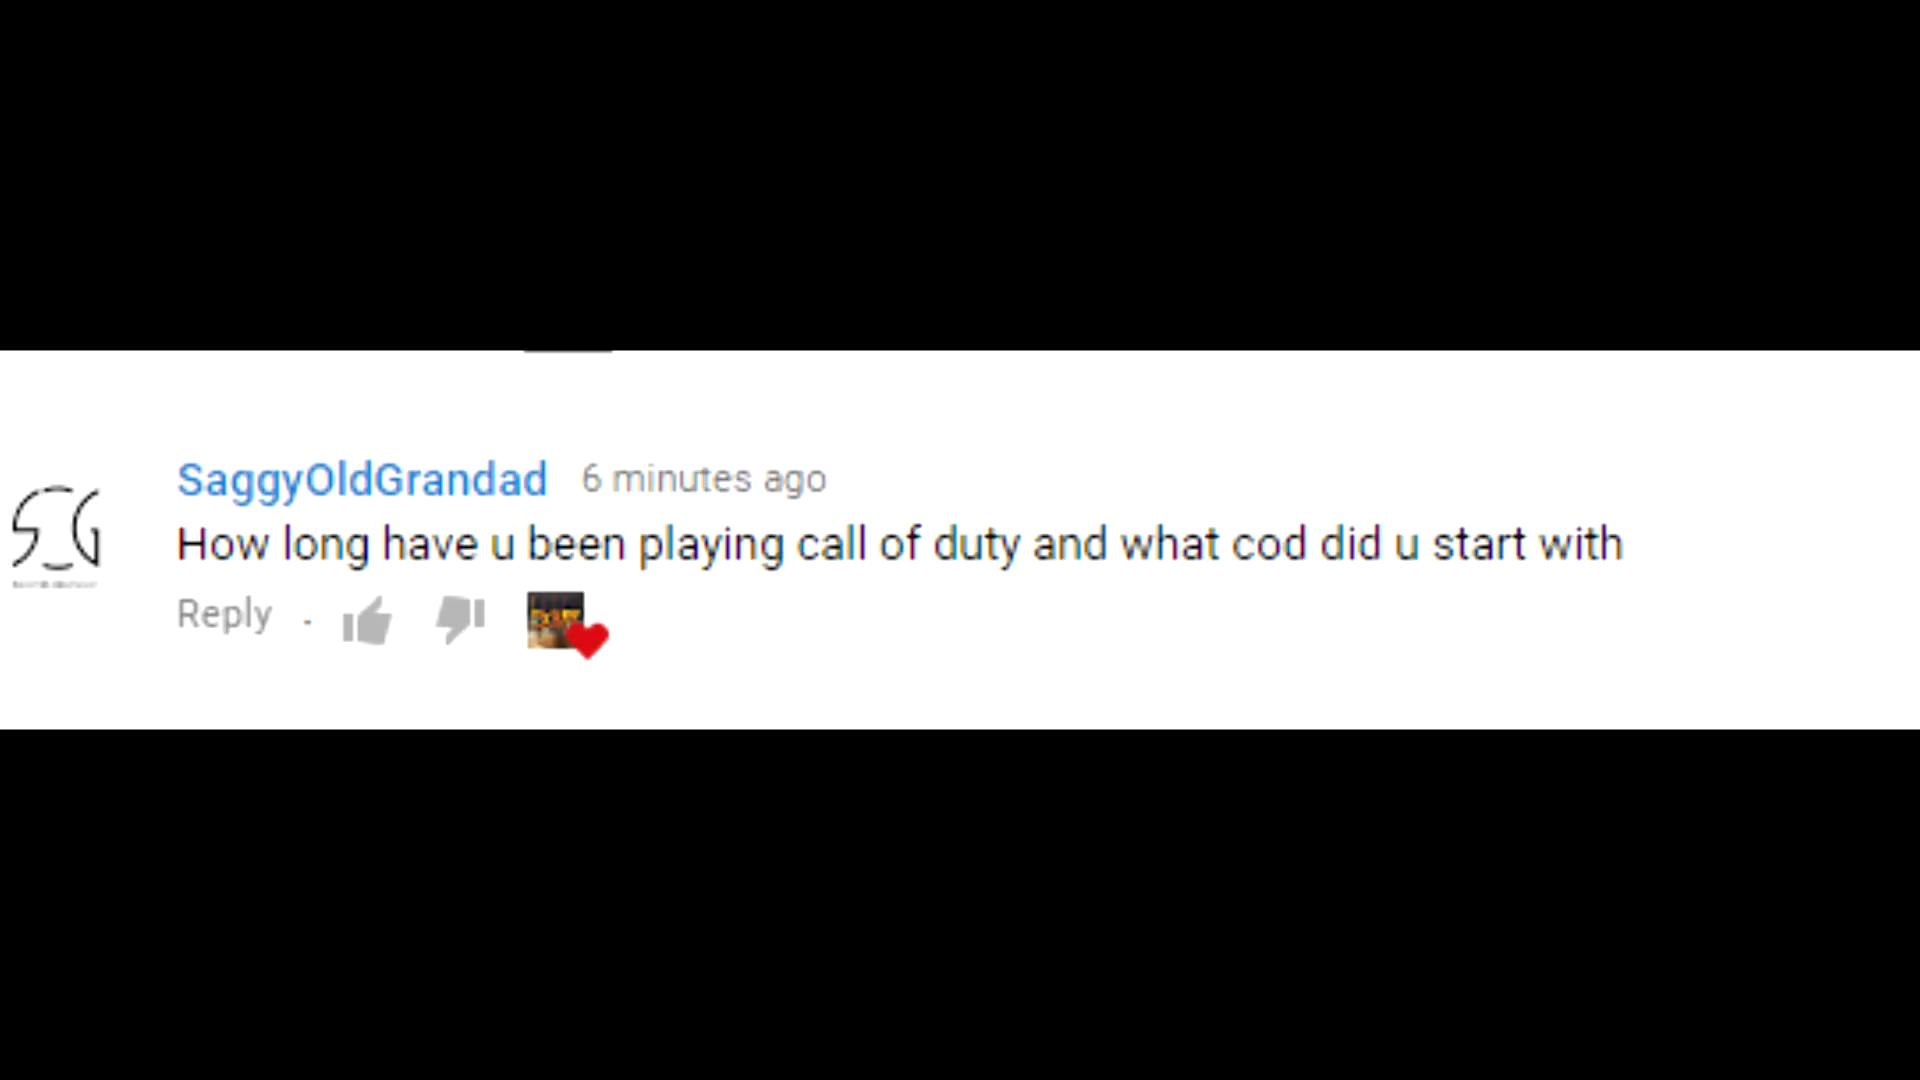 SaggyOldGrandad 6 minutes ago
How long have u been playing call of duty and what cod did u start with
Reply